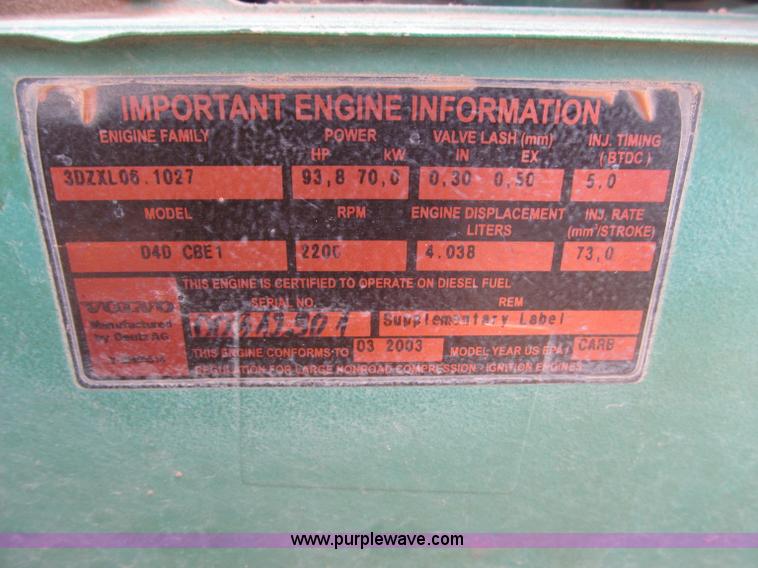 IMPORTANT ENGINE INFORMATION
ENIGINE FAMILY POWER VALVE LASH (mm) INJ. TIMING
HP kW IN EX (BTDC)
3DZXL06.1027 93,8 70,0 0,30 0,50 5.0
MODEL RPM ENGINE DISPLACEMENT INJ. RATE
LITERS (mm³/STROKE)
D4D CBE1 2200 4.038 73,0
THIS ENGINE IS CERTIFIED TO OPERATE ON DIESEL FUEL
VOLVO SERIAL NO. REM
Manufactured Supplementary Label
by Deutz AG
THIS ENGINE CONFORMS TO 03 2003 MODEL YEAR US EPA CARB
REGULATION FOR LARGE NONROAD COMPRESSION - IGNITION ENGINES
www.purplewave.com